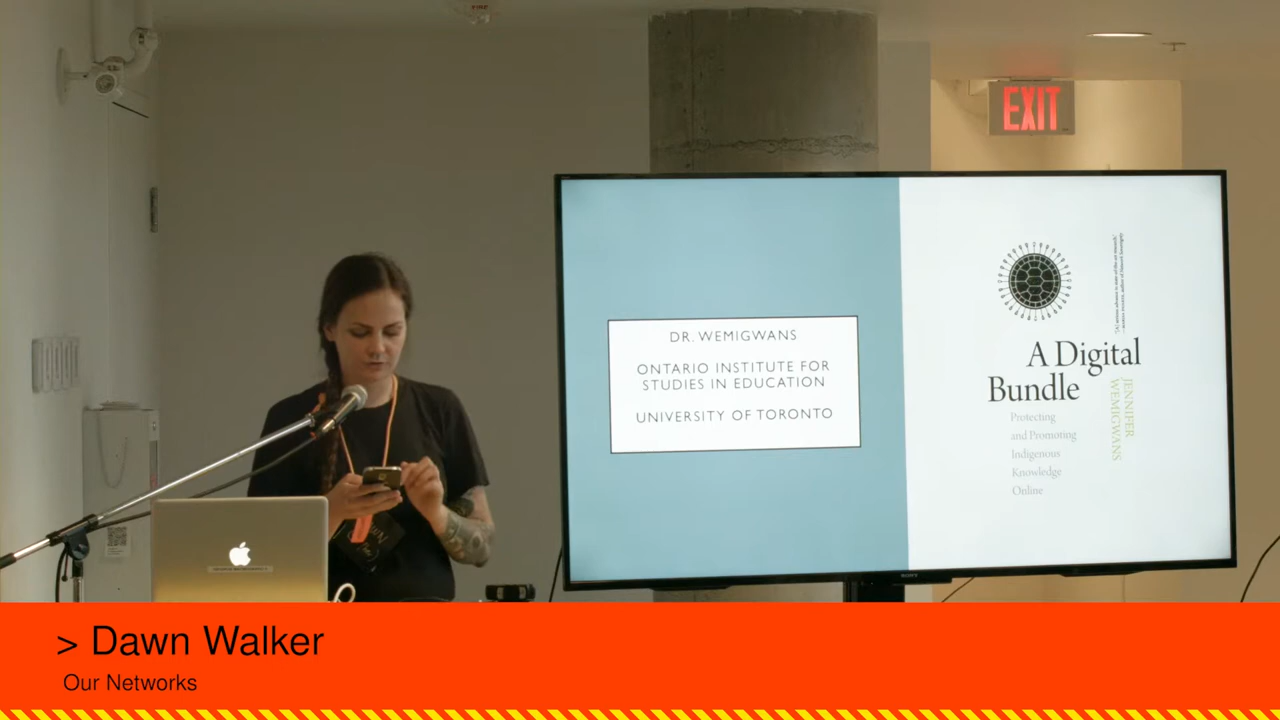 EXIT
DR. WEMIGWANS
ONTARIO INSTITUTE FOR
STUDIES IN EDUCATION
UNIVERSITY OF TORONTO
A Digital
Bundle
Protecting
and Promoting
Indigenous
Knowledge
Online
JENNIFER
WEMIGWANS
SONY
> Dawn Walker
Our Networks